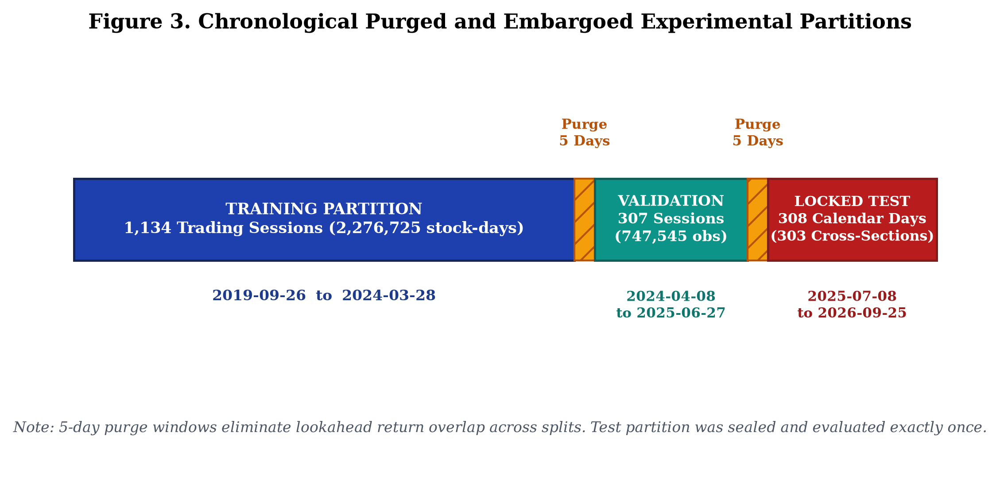 Figure 3. Chronological Purged and Embargoed Experimental Partitions
Purge
5 Days
Purge
5 Days
TRAINING PARTITION
1,134 Trading Sessions (2,276,725 stock-days)
VALIDATION
307 Sessions
(747,545 obs)
LOCKED TEST
308 Calendar Days
(303 Cross-Sections)
2019-09-26 to 2024-03-28
2024-04-08
to 2025-06-27
2025-07-08
to 2026-09-25
Note: 5-day purge windows eliminate lookahead return overlap across splits. Test partition was sealed and evaluated exactly once.